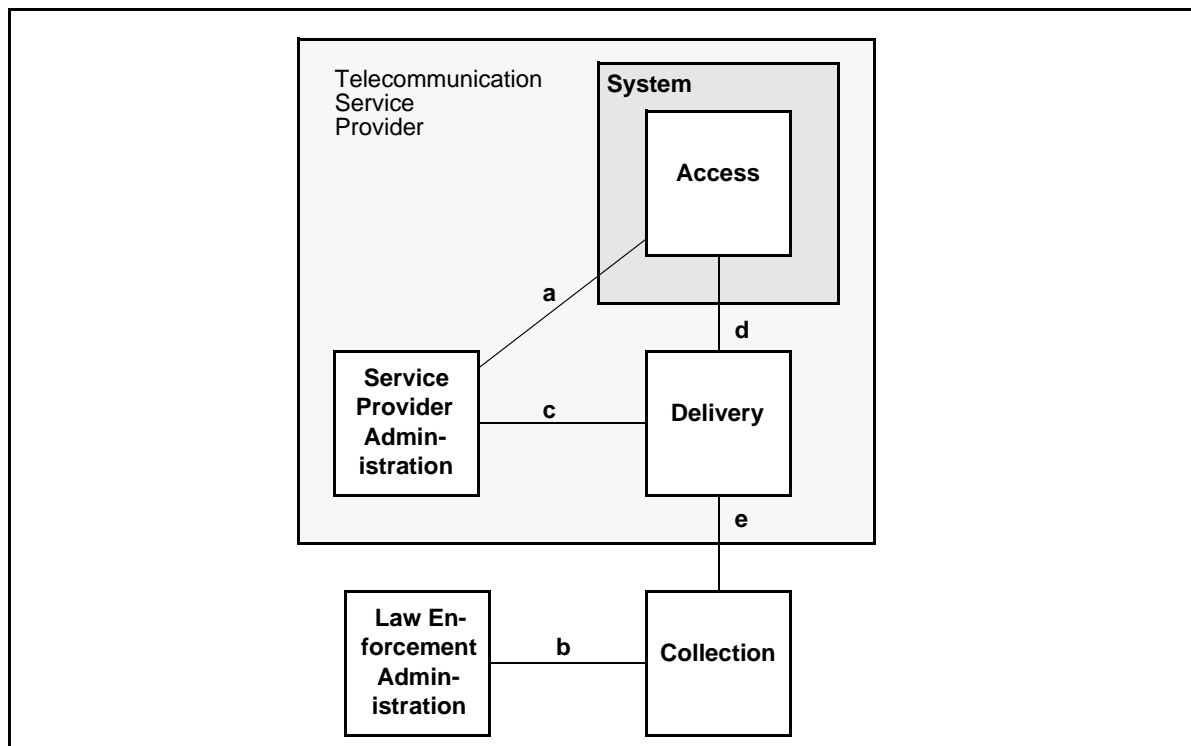 Telecommunication
Service
Provider
System
Access
a
d
Service
Provider
Admin-
istration
c
Delivery
e
Law En-
forcement
Admin-
istration
b
Collection